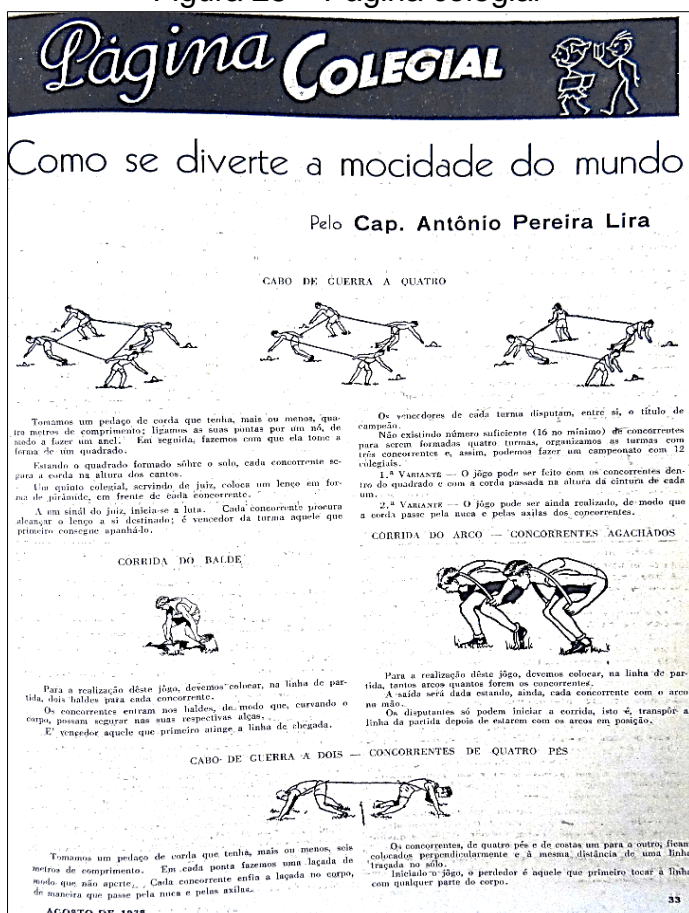 Página COLEGIAL
Como se diverte a mocidade do mundo
Pelo Cap. Antônio Pereira Lira
CABO DE GUERRA A QUATRO
Tomamos um pedaço de corda que tenha, mais ou menos, qua-
tro metros de comprimento; ligamos as suas pontas por um nó, de
modo a fazer um anel. Em seguida, fazemos com que ela tome a
forma de um quadrado.
Estando o quadrado formado sôbre o solo, cada concorrente se-
gura a corda na altura dos cantos.
Um quinto colegial, servindo de juiz, coloca um lenço em for-
ma de pirâmide, em frente de cada concorrente.
A um sinál do juiz, inicia-se a luta. Cada concorrente procura
alcançar o lenço a si destinado; é vencedor da turma aquele que
primeiro consegue apanhá-lo.
Os vencedores de cada turma disputam, entre si, o título de
campeão.
Não existindo número suficiente (16 no mínimo) de concorrentes
para serem formadas quatro turmas, organizamos as turmas com
três concorrentes e, assim, podemos fazer um campeonato com 12
colegiais.
1.ª VARIANTE — O jôgo pode ser feito com os concorrentes den-
tro do quadrado e com a corda passada na altura da cintura de cada
um.
2.ª VARIANTE — O jôgo pode ser ainda realizado, de modo que
a corda passe pela nuca e pelas axilas dos concorrentes.
CORRIDA DO BALDE
Para a realização dêste jôgo, devemos colocar, na linha de par-
tida, dois baldes para cada concorrente.
Os concorrentes entram nos baldes, de modo que, curvando o
corpo, possam segurar nas suas respectivas alças.
E' vencedor aquele que primeiro atinge a linha de chegada.
CORRIDA DO ARCO — CONCORRENTES AGACHADOS
Para a realização dêste jôgo, devemos colocar, na linha de par-
tida, tantos arcos quantos forem os concorrentes.
A saída será dada estando, ainda, cada concorrente com o arco
na mão.
Os disputantes só podem iniciar a corrida, isto é, transpôr a
linha da partida depois de estarem com os arcos em posição.
CABO DE GUERRA A DOIS — CONCORRENTES DE QUATRO PÉS
Tomamos um pedaço de corda que tenha, mais ou menos, seis
metros de comprimento. Em cada ponta fazemos uma laçada de
modo que não aperte. Cada concorrente enfia a laçada no corpo,
de maneira que passe pela nuca e pelas axilas.
Os concorrentes, de quatro pés e de costas um para o outro, ficam
colocados perpendicularmente e à mesma distância de uma linha
traçada no sólo.
Iniciado o jôgo, o perdedor é aquele que primeiro tocar à linha
com qualquer parte do corpo.
33